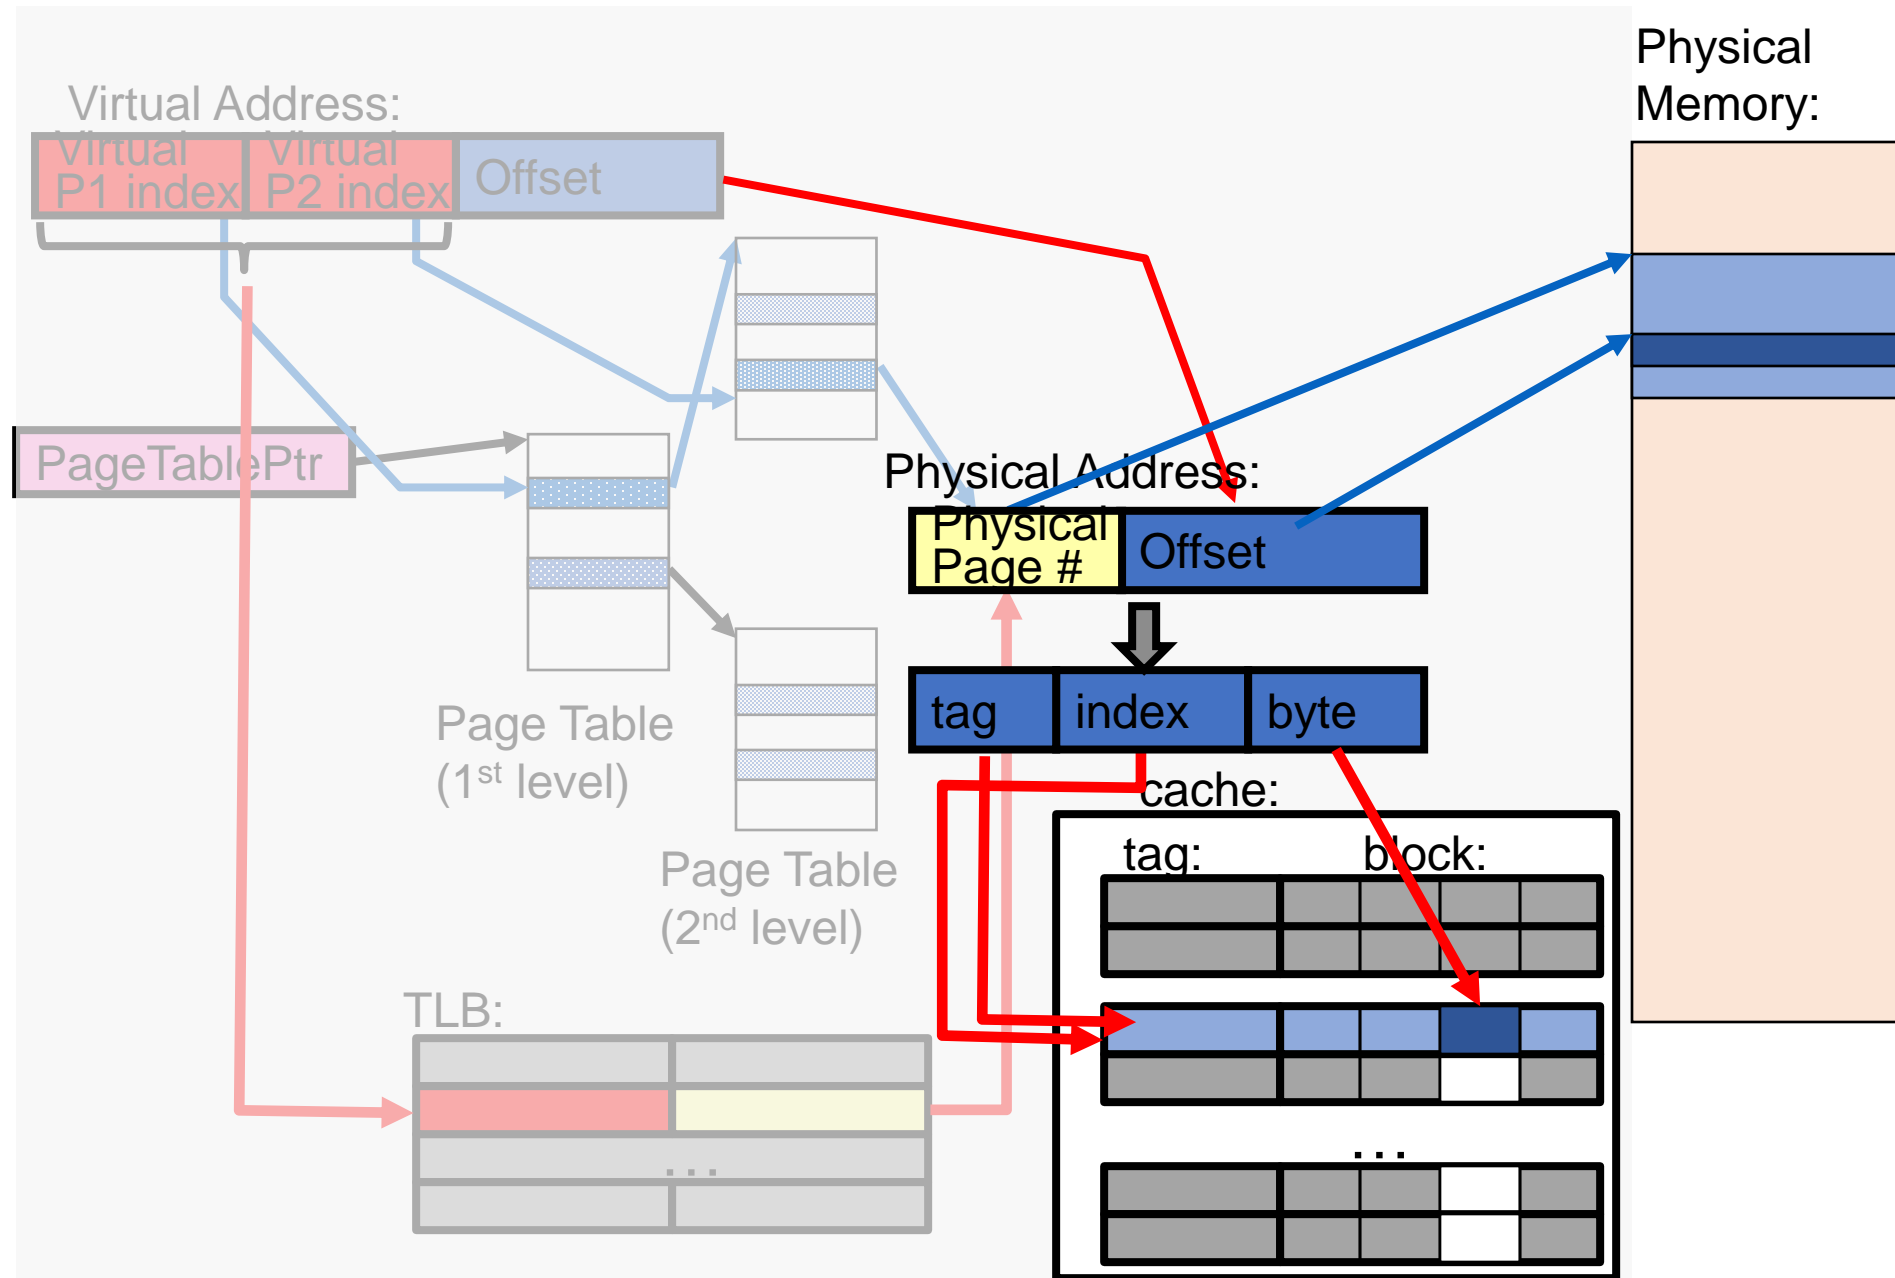 Physical
Memory:
Virtual Address:
Virtual
P1 index
Virtual
P2 index
Offset
PageTablePtr
Physical Address:
Physical
Page #
Offset
tag
index
byte
Page Table
(1st level)
cache:
tag:
block:
Page Table
(2nd level)
TLB:
...
...